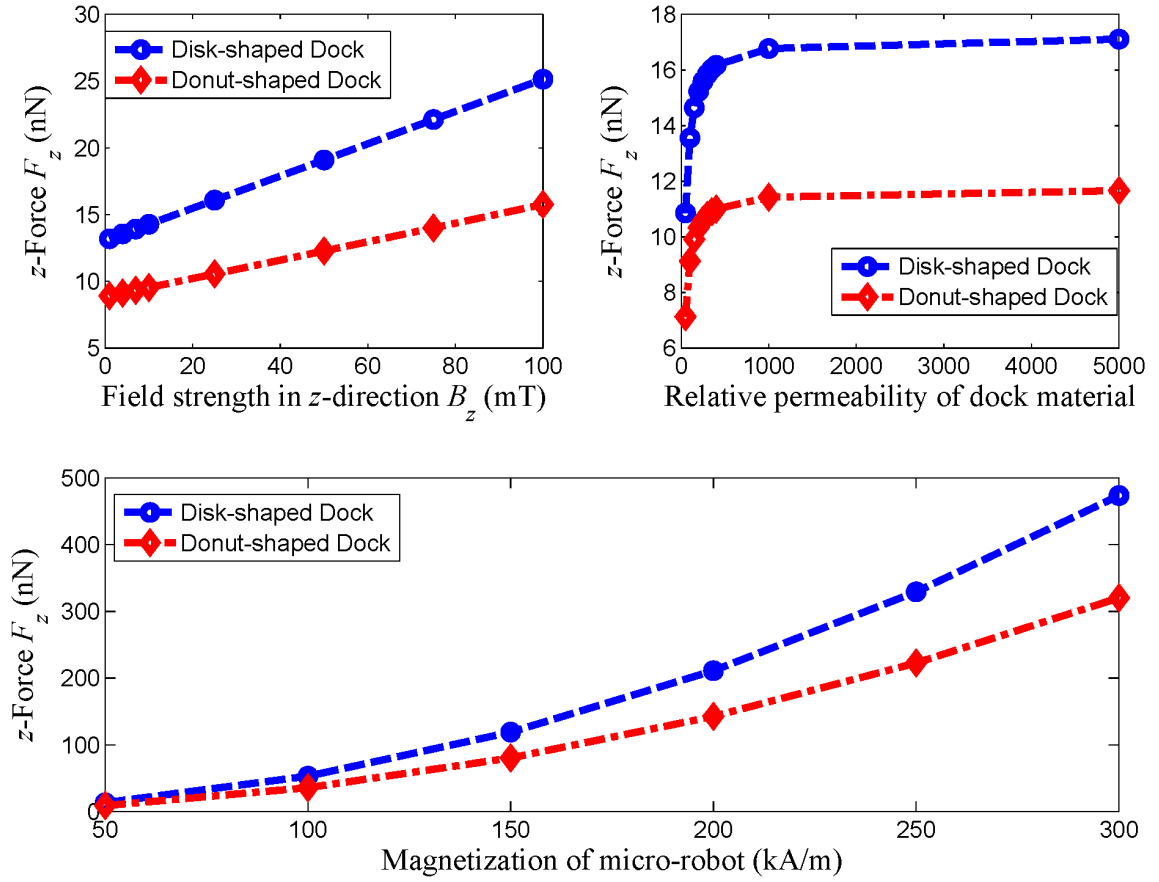 30
25
20
15
10
5
z-Force F_z (nN)
Disk-shaped Dock
Donut-shaped Dock
0 20 40 60 80 100
Field strength in z-direction B_z (mT)
18
16
14
12
10
8
6
z-Force F_z (nN)
Disk-shaped Dock
Donut-shaped Dock
0 1000 2000 3000 4000 5000
Relative permeability of dock material
500
400
300
200
100
0
z-Force F_z (nN)
Disk-shaped Dock
Donut-shaped Dock
50 100 150 200 250 300
Magnetization of micro-robot (kA/m)